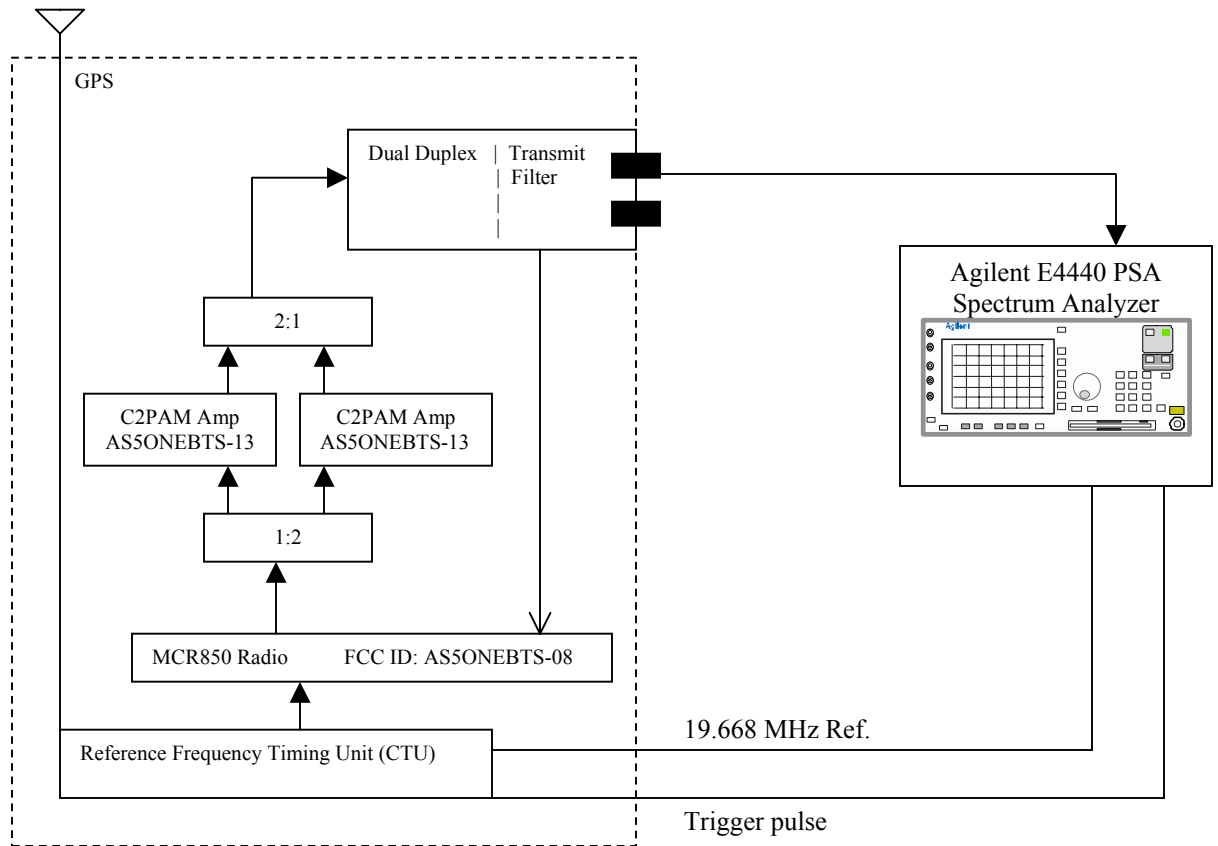 GPS
Dual Duplex | Transmit
| Filter
|
|
Agilent E4440 PSA
Spectrum Analyzer
Agilent
2:1
C2PAM Amp
AS5ONEBTS-13
C2PAM Amp
AS5ONEBTS-13
1:2
MCR850 Radio FCC ID: AS5ONEBTS-08
19.668 MHz Ref.
Reference Frequency Timing Unit (CTU)
Trigger pulse